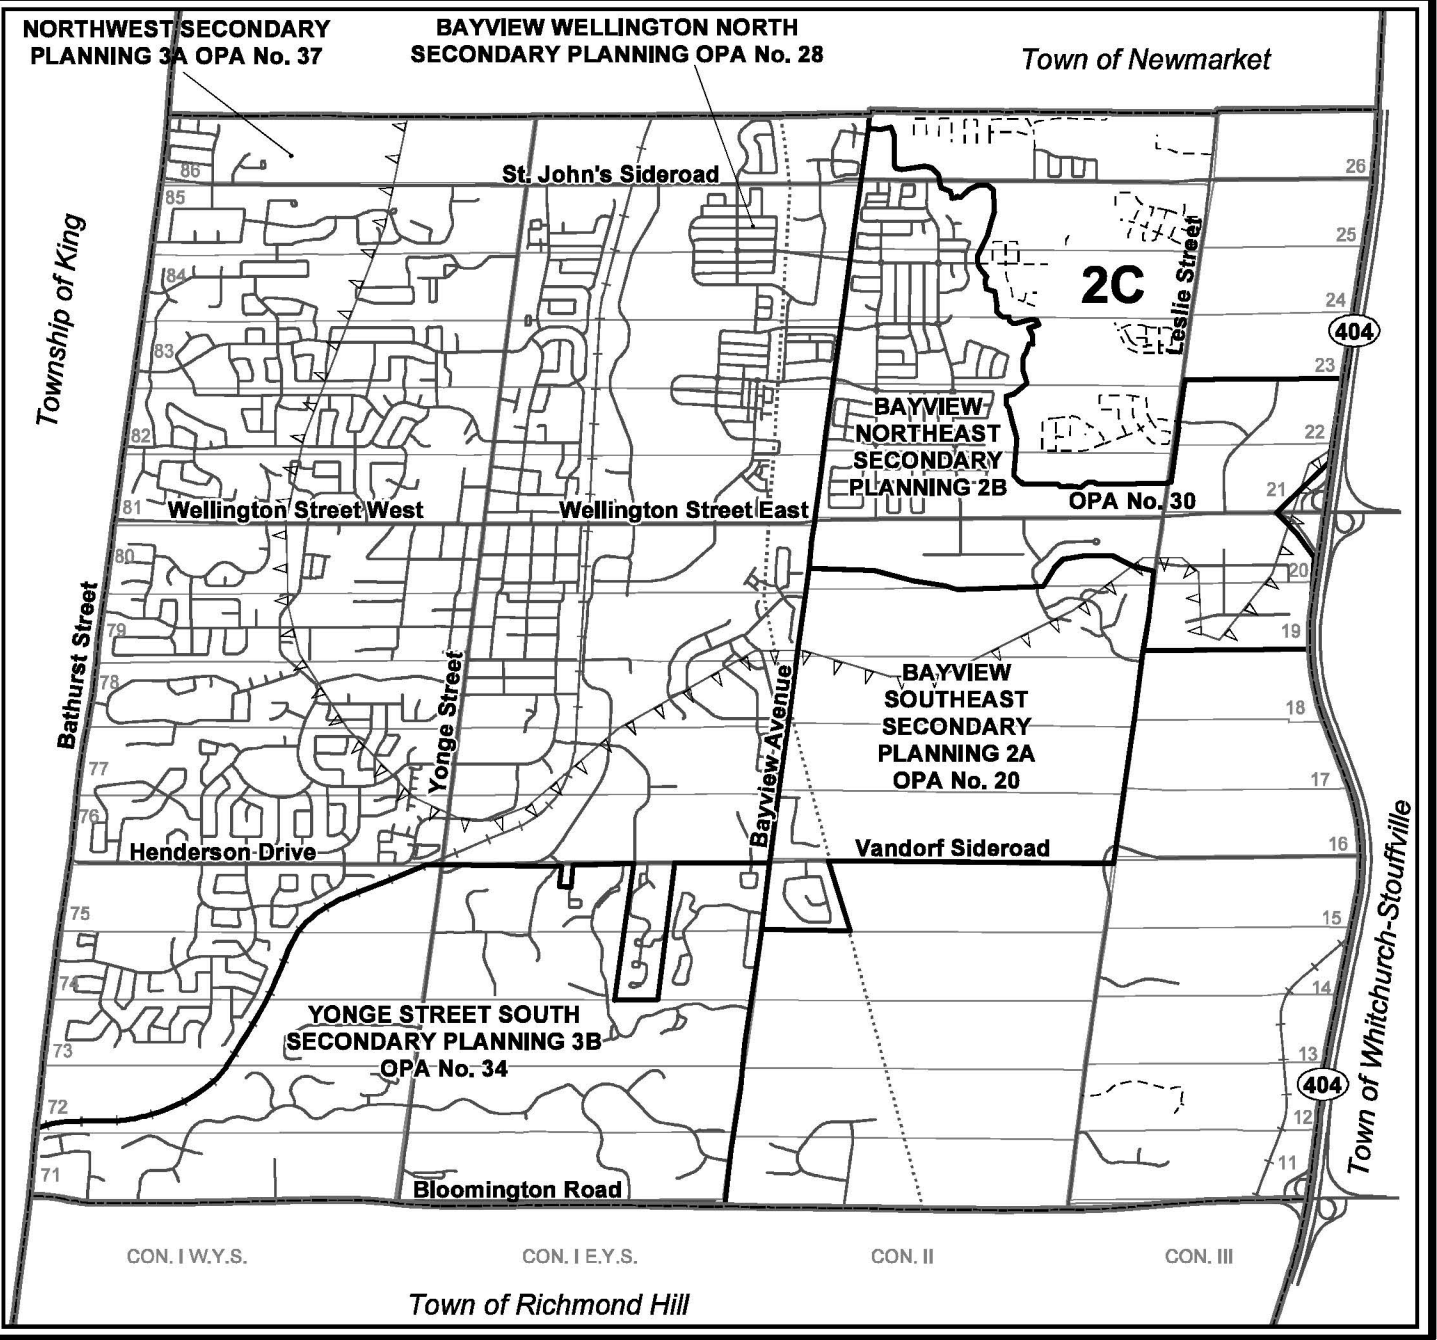 NORTHWEST SECONDARY
PLANNING 3A OPA No. 37
BAYVIEW WELLINGTON NORTH
SECONDARY PLANNING OPA No. 28
Town of Newmarket
Township of King
St. John's Sideroad
86
85
84
83
82
81
80
79
78
77
76
75
74
73
72
71
26
25
24
23
22
21
20
19
18
17
16
15
14
13
12
11
2C
Leslie Street
404
BAYVIEW
NORTHEAST
SECONDARY
PLANNING 2B
OPA No. 30
Wellington Street West
Wellington Street East
Bathurst Street
Yonge Street
Bayview Avenue
BAYVIEW
SOUTHEAST
SECONDARY
PLANNING 2A
OPA No. 20
Henderson Drive
Vandorf Sideroad
Town of Whitchurch-Stouffville
YONGE STREET SOUTH
SECONDARY PLANNING 3B
OPA No. 34
404
Bloomington Road
CON. I W.Y.S.
CON. I E.Y.S.
CON. II
CON. III
Town of Richmond Hill